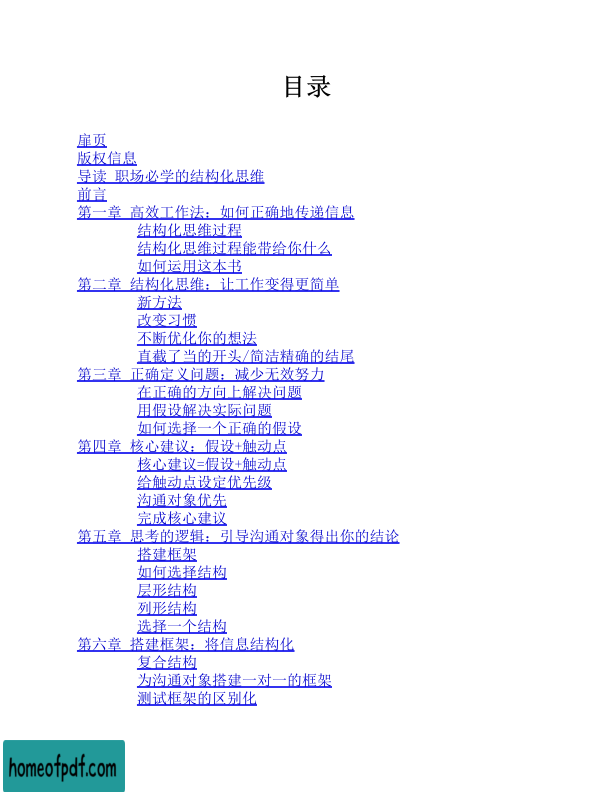 目录
扉页
版权信息
导读 职场必学的结构化思维
前言
第一章 高效工作法：如何正确地传递信息
结构化思维过程
结构化思维过程能带给你什么
如何运用这本书
第二章 结构化思维：让工作变得更简单
新方法
改变习惯
不断优化你的想法
直截了当的开头/简洁精确的结尾
第三章 正确定义问题：减少无效努力
在正确的方向上解决问题
用假设解决实际问题
如何选择一个正确的假设
第四章 核心建议：假设+触动点
核心建议=假设+触动点
给触动点设定优先级
沟通对象优先
完成核心建议
第五章 思考的逻辑：引导沟通对象得出你的结论
搭建框架
如何选择结构
层形结构
列形结构
选择一个结构
第六章 搭建框架：将信息结构化
复合结构
为沟通对象搭建一对一的框架
测试框架的区别化
homeofpdf.com